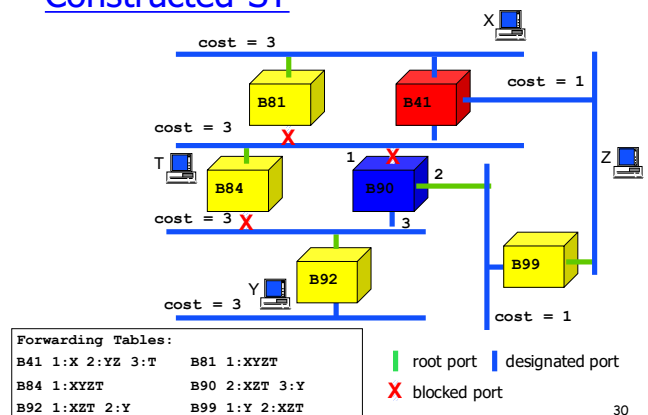 Constructed ST
X
cost = 3
cost = 1
B81
B41
cost = 3
X
X
T
1
2
Z
B84
B90
cost = 3
X
3
B92
B99
Y
cost = 3
cost = 1
Forwarding Tables:
B41 1:X 2:YZ 3:T B81 1:XYZT
B84 1:XYZT B90 2:XZT 3:Y
B92 1:XZT 2:Y B99 1:Y 2:XZT
root port designated port
X blocked port
30